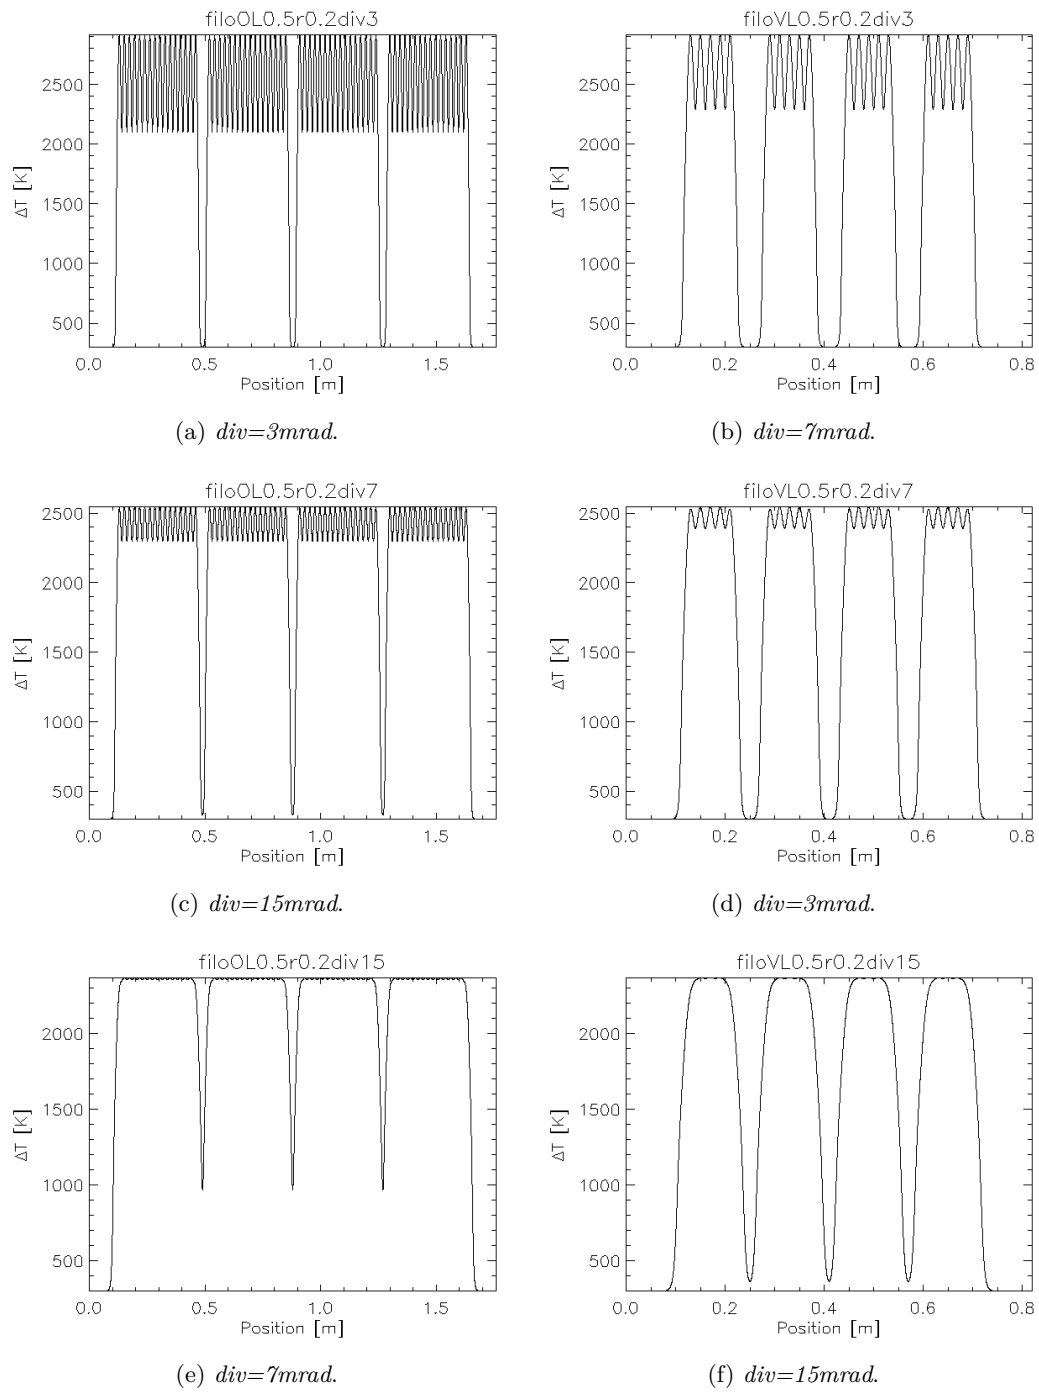 filoOL0.5r0.2div3
2500
2000
1500
1000
500
ΔT [K]
0.0 0.5 1.0 1.5
Position [m]
(a) div=3mrad.
filoVL0.5r0.2div3
2500
2000
1500
1000
500
ΔT [K]
0.0 0.2 0.4 0.6 0.8
Position [m]
(b) div=7mrad.
filoOL0.5r0.2div7
2500
2000
1500
1000
500
ΔT [K]
0.0 0.5 1.0 1.5
Position [m]
(c) div=15mrad.
filoVL0.5r0.2div7
2500
2000
1500
1000
500
ΔT [K]
0.0 0.2 0.4 0.6 0.8
Position [m]
(d) div=3mrad.
filoOL0.5r0.2div15
2000
1500
1000
500
ΔT [K]
0.0 0.5 1.0 1.5
Position [m]
(e) div=7mrad.
filoVL0.5r0.2div15
2000
1500
1000
500
ΔT [K]
0.0 0.2 0.4 0.6 0.8
Position [m]
(f) div=15mrad.